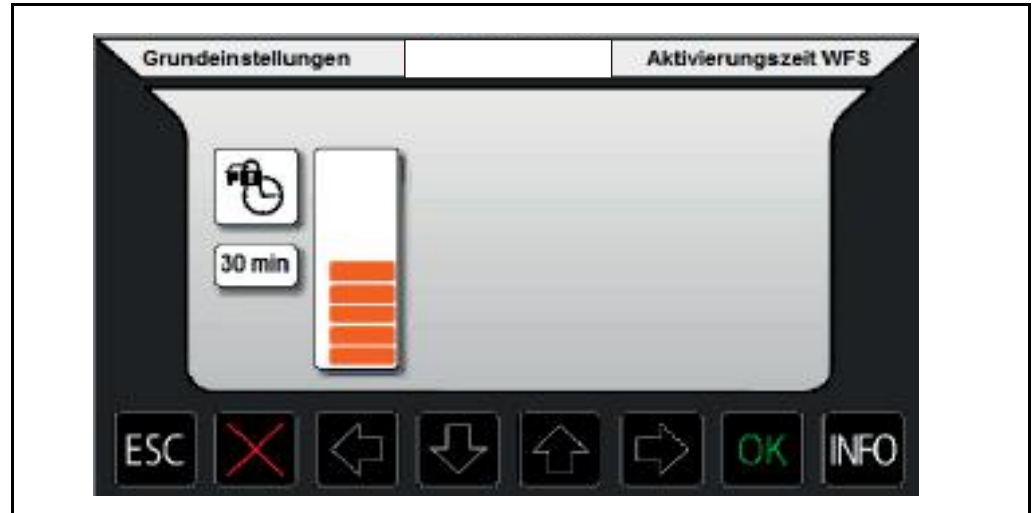 Grundeinstellungen
Aktivierungszeit WFS
30 min
ESC
OK
INFO